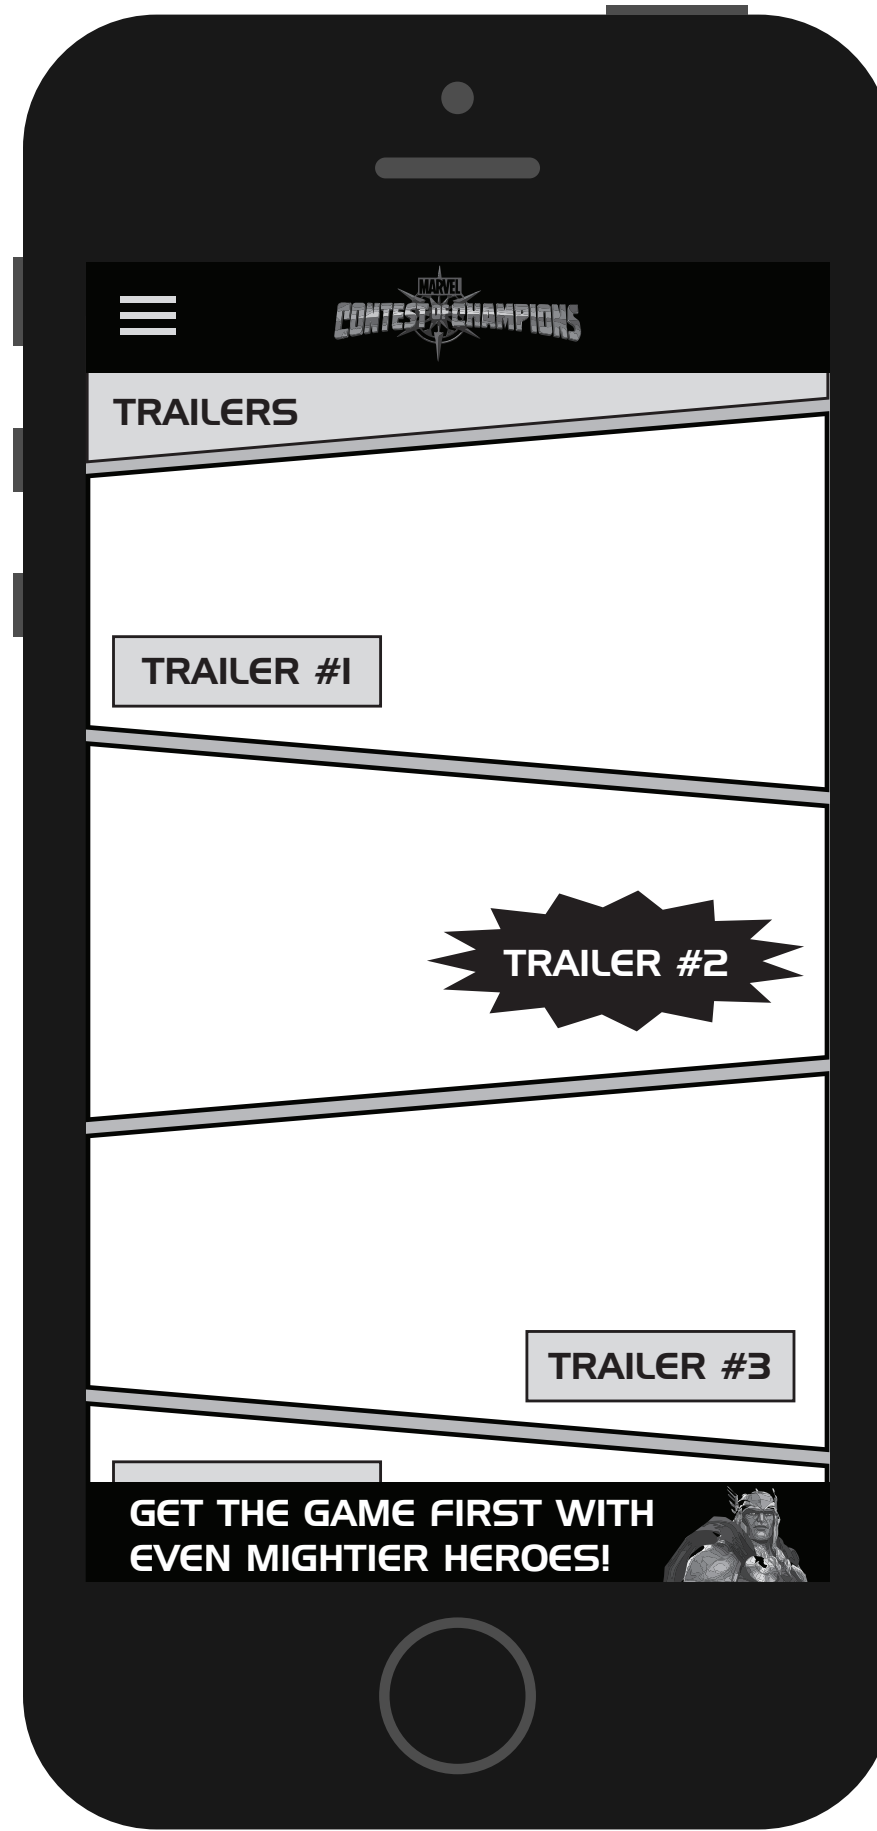 MARVEL
CONTEST OF CHAMPIONS
TRAILERS
TRAILER #1
TRAILER #2
TRAILER #3
GET THE GAME FIRST WITH
EVEN MIGHTIER HEROES!